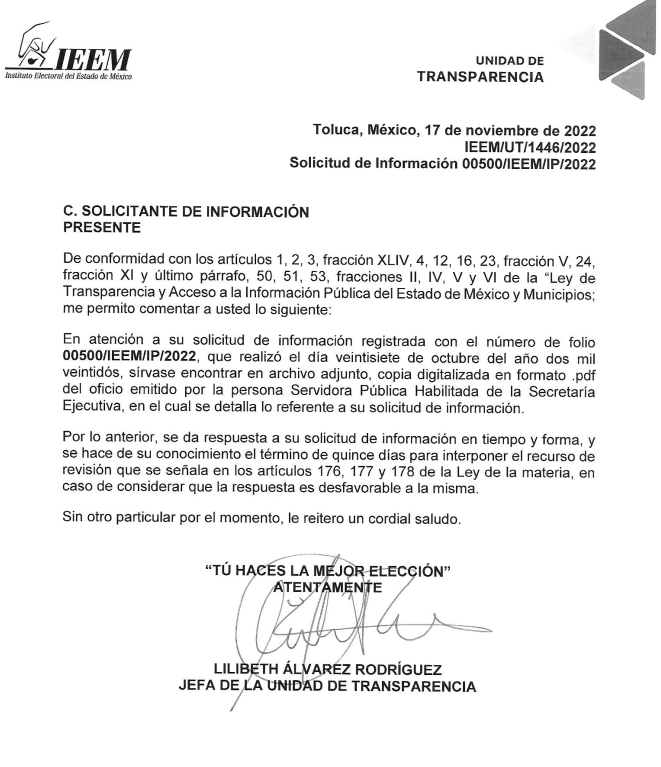 IEEM
Instituto Electoral del Estado de México
UNIDAD DE
TRANSPARENCIA
Toluca, México, 17 de noviembre de 2022
IEEM/UT/1446/2022
Solicitud de Información 00500/IEEM/IP/2022
C. SOLICITANTE DE INFORMACIÓN
PRESENTE
De conformidad con los artículos 1, 2, 3, fracción XLIV, 4, 12, 16, 23, fracción V, 24,
fracción XI y último párrafo, 50, 51, 53, fracciones II, IV, V y VI de la “Ley de
Transparencia y Acceso a la Información Pública del Estado de México y Municipios;
me permito comentar a usted lo siguiente:
En atención a su solicitud de información registrada con el número de folio
00500/IEEM/IP/2022, que realizó el día veintisiete de octubre del año dos mil
veintidós, sírvase encontrar en archivo adjunto, copia digitalizada en formato .pdf
del oficio emitido por la persona Servidora Pública Habilitada de la Secretaría
Ejecutiva, en el cual se detalla lo referente a su solicitud de información.
Por lo anterior, se da respuesta a su solicitud de información en tiempo y forma, y
se hace de su conocimiento el término de quince días para interponer el recurso de
revisión que se señala en los artículos 176, 177 y 178 de la Ley de la materia, en
caso de considerar que la respuesta es desfavorable a la misma.
Sin otro particular por el momento, le reitero un cordial saludo.
“TÚ HACES LA MEJOR ELECCIÓN”
ATENTAMENTE
LILIBETH ÁLVAREZ RODRÍGUEZ
JEFA DE LA UNIDAD DE TRANSPARENCIA